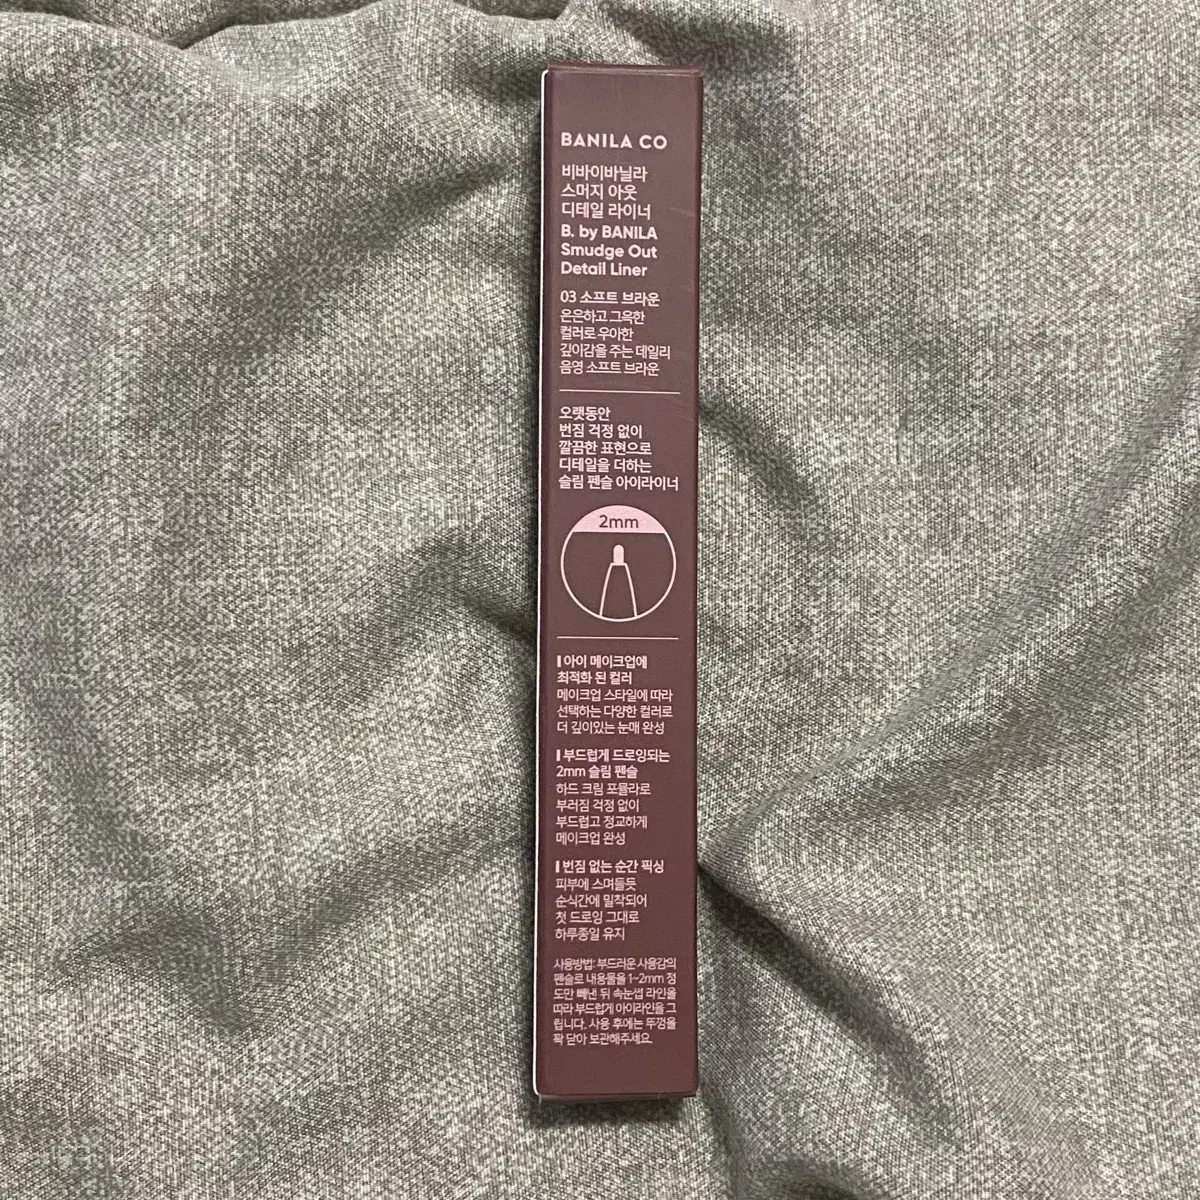 BANILA CO
비바이바닐라
스머지 아웃
디테일 라이너
B. by BANILA
Smudge Out
Detail Liner
03 소프트 브라운
은은하고 그윽한
컬러로 우아한
깊이감을 주는 데일리
음영 소프트 브라운
오랫동안
번짐 걱정 없이
깔끔한 표현으로
디테일을 더하는
슬림 펜슬 아이라이너
2mm
아이 메이크업에
최적화 된 컬러
메이크업 스타일에 따라
선택하는 다양한 컬러로
더 깊이있는 눈매 완성
부드럽게 드로잉되는
2mm 슬림 펜슬
하드 크림 포뮬라로
부러짐 걱정 없이
부드럽고 정교하게
메이크업 완성
번짐 없는 순간 픽싱
피부에 스며들듯
순식간에 밀착되어
첫 드로잉 그대로
하루종일 유지
사용방법: 부드러운 사용감의
펜슬로 내용물을 1~2mm 정
도만 빼낸 뒤 속눈썹 라인을
따라 부드럽게 아이라인을 그
립니다. 사용 후에는 뚜껑을
꽉 닫아 보관해주세요.